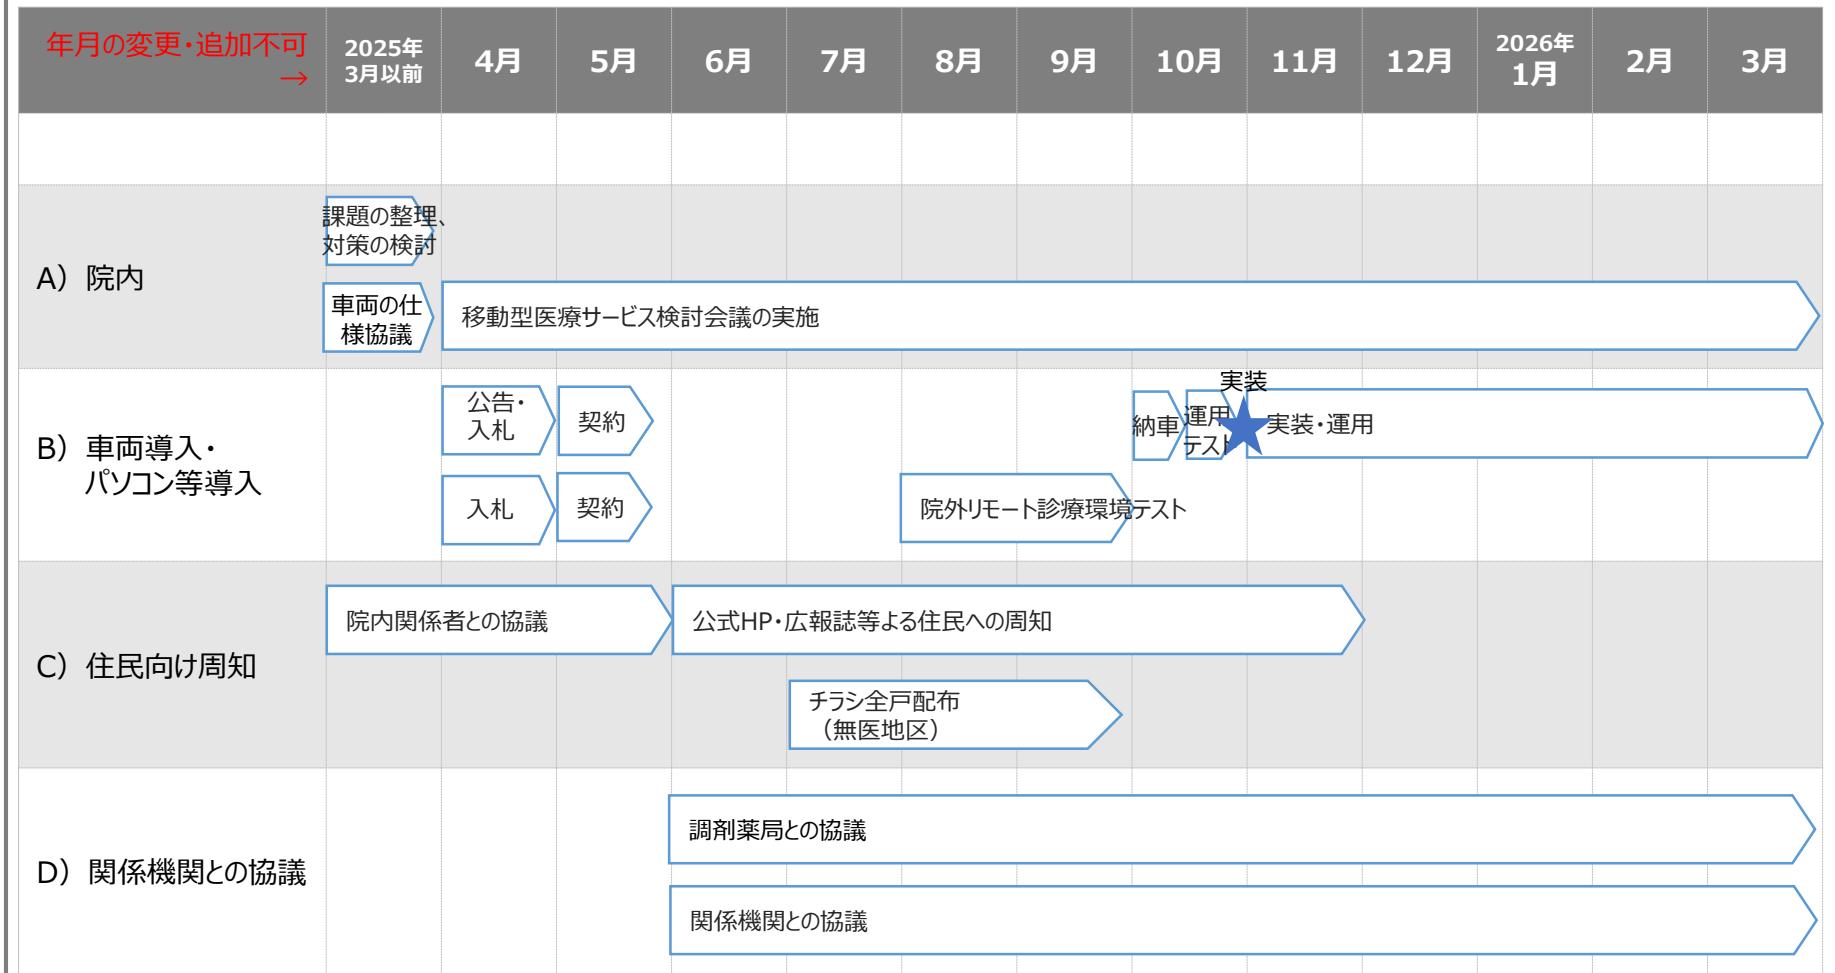 年月の変更・追加不可
→
2025年
3月以前
4月
5月
6月
7月
8月
9月
10月
11月
12月
2026年
1月
2月
3月
A）院内
課題の整理、
対策の検討
車両の仕
様協議
移動型医療サービス検討会議の実施
B）車両導入・
パソコン等導入
公告・
入札
契約
納車
運用
テスト
実装
実装・運用
入札
契約
院外リモート診療環境テスト
C）住民向け周知
院内関係者との協議
公式HP・広報誌等よる住民への周知
チラシ全戸配布
（無医地区）
D）関係機関との協議
調剤薬局との協議
関係機関との協議